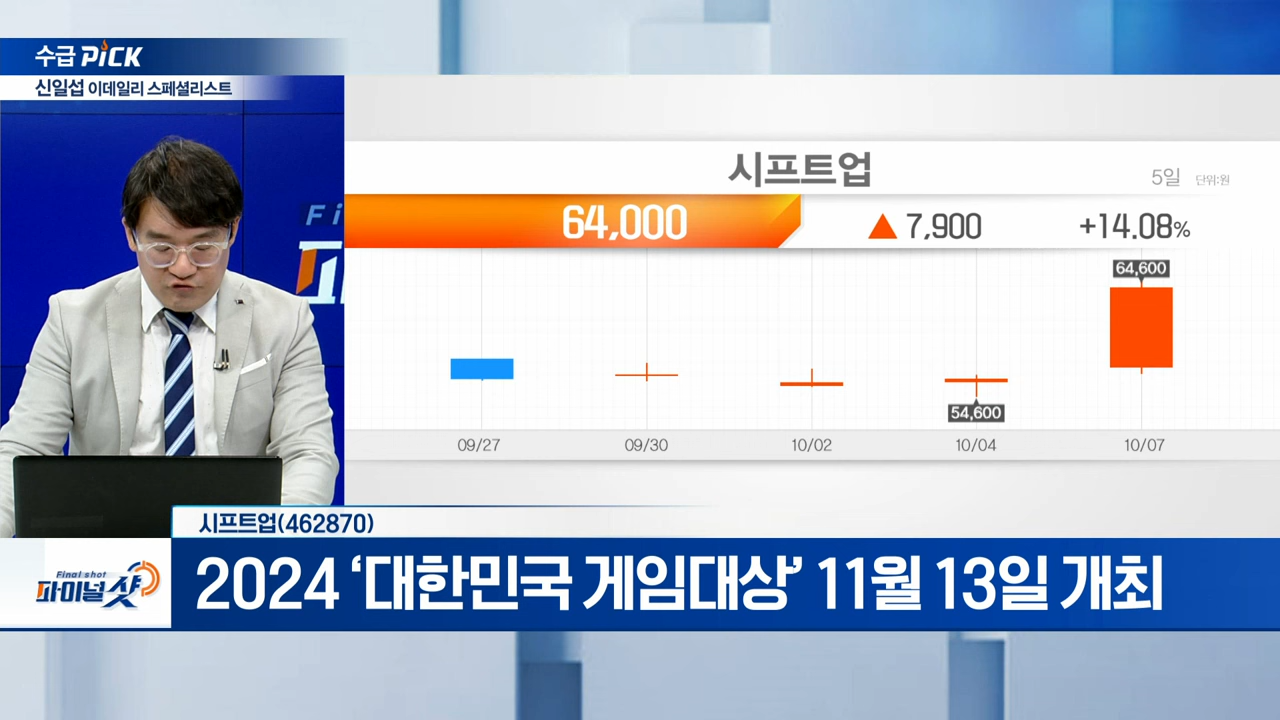 수급 PiCK
신일섭 이데일리 스페셜리스트
Fi
시프트업
5일 단위:원
64,000 ▲ 7,900 +14.08%
64,600
54,600
09/27 09/30 10/02 10/04 10/07
시프트업(462870)
Final shot
파이널샷
2024 ‘대한민국 게임대상’ 11월 13일 개최